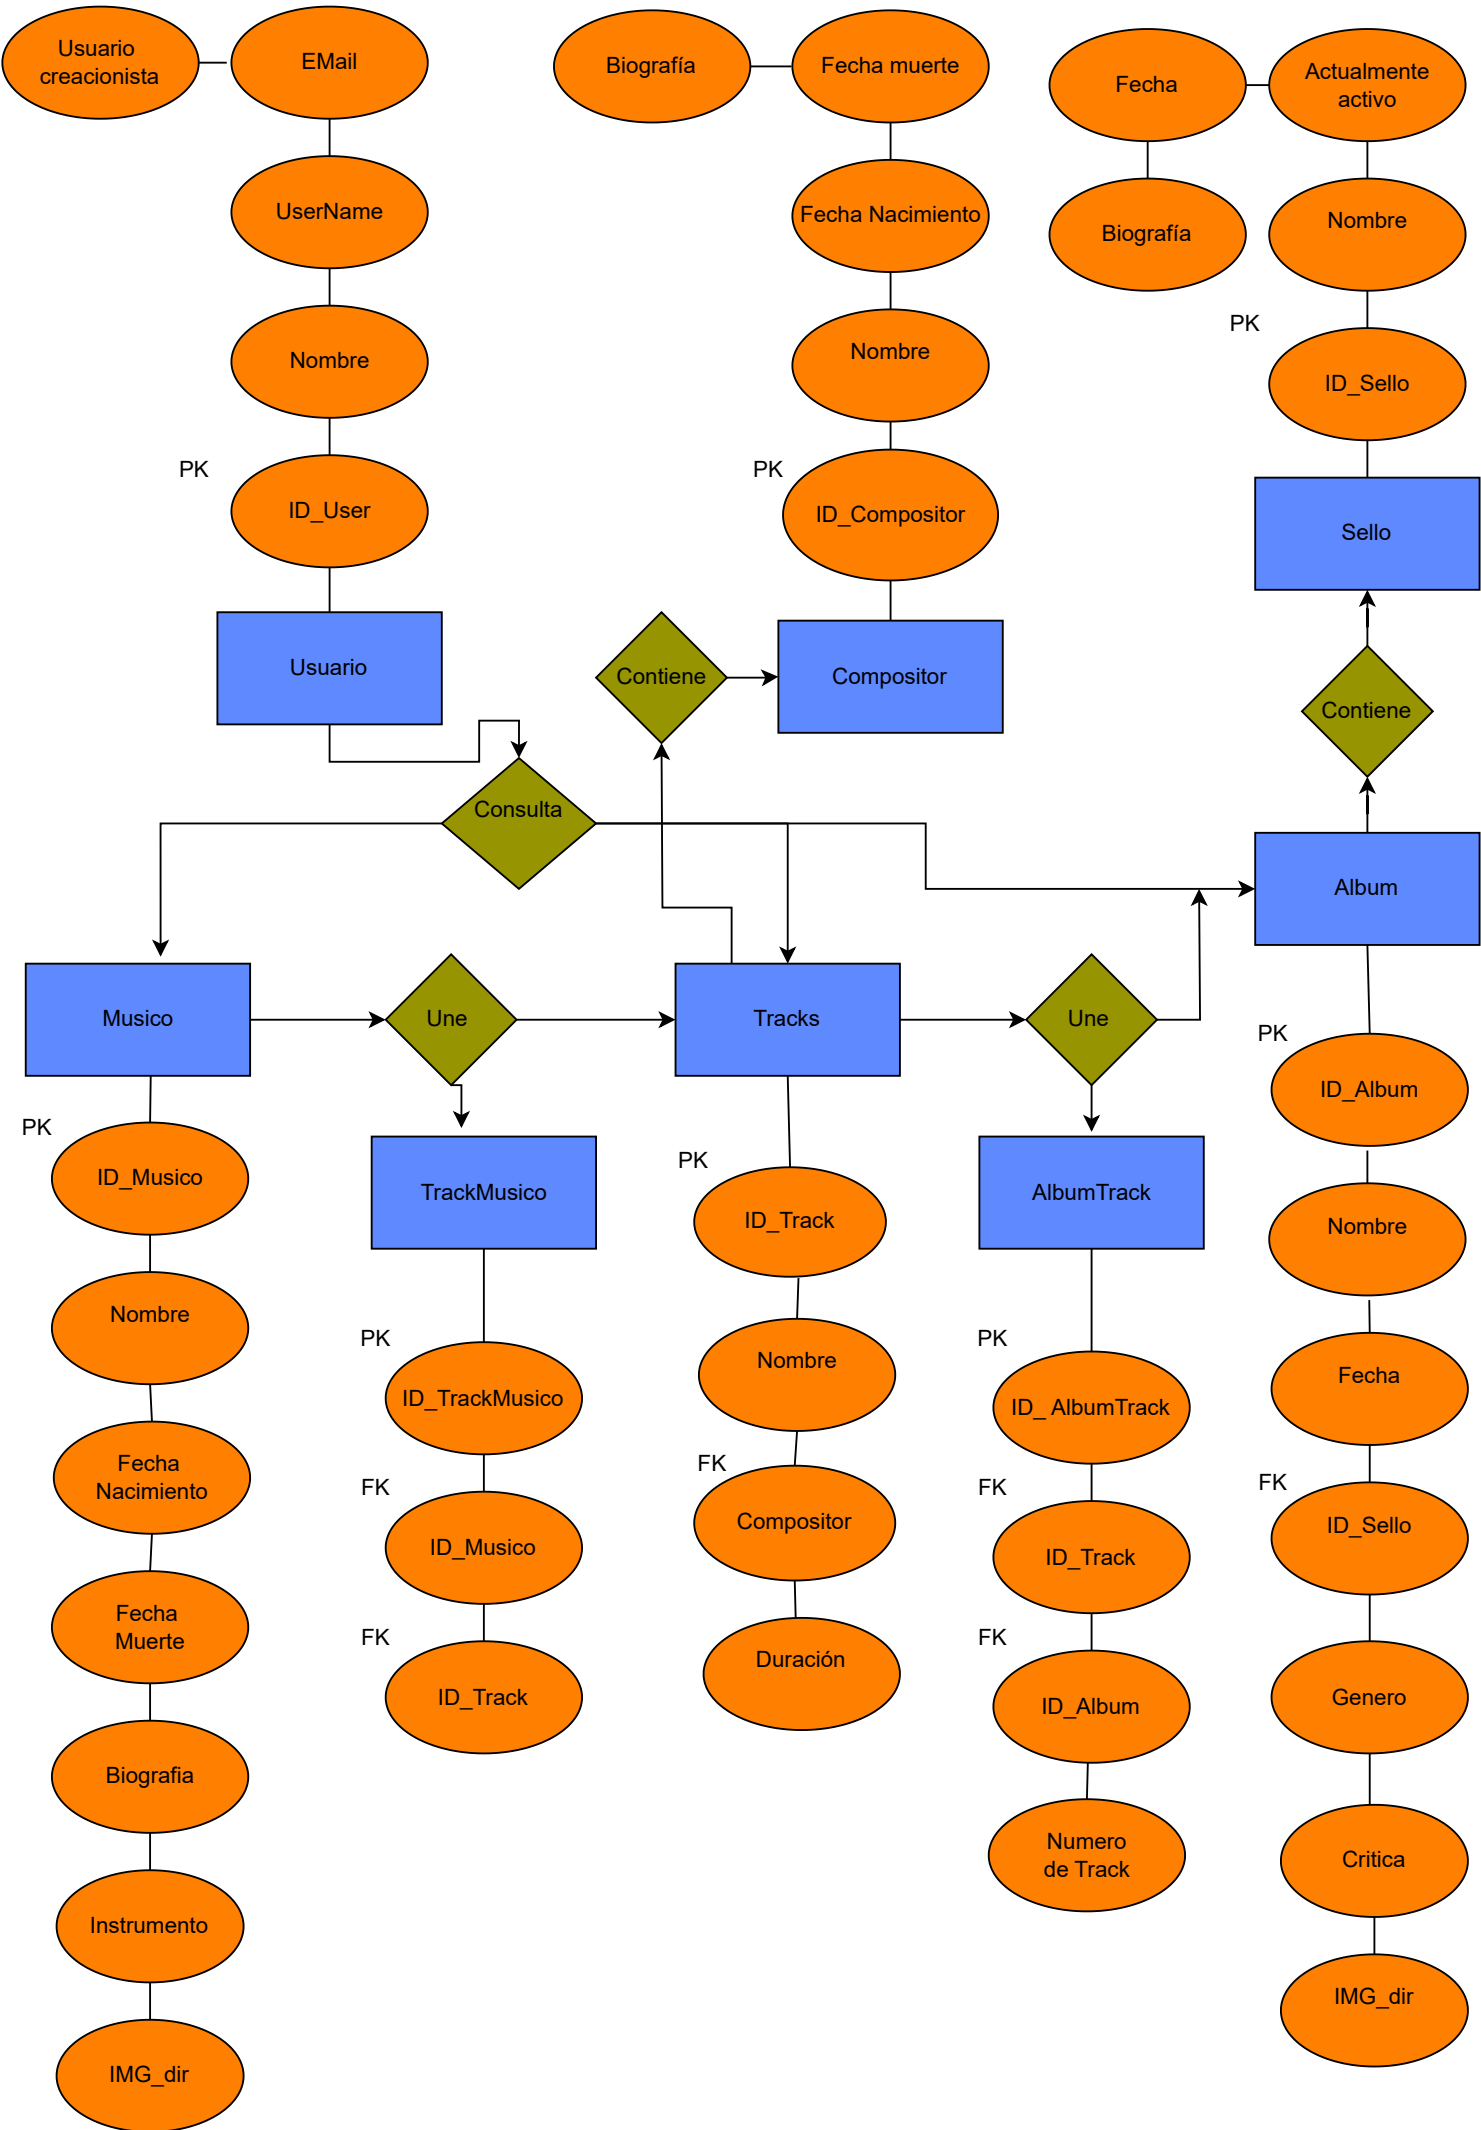 Usuario
creacionista
EMail
UserName
Nombre
PK
ID_User
Usuario
Biografía
Fecha muerte
Fecha Nacimiento
Nombre
PK
ID_Compositor
Contiene
Compositor
Fecha
Actualmente
activo
Biografía
Nombre
PK
ID_Sello
Sello
Contiene
Consulta
Album
Musico
Une
Tracks
Une
PK
ID_Musico
Nombre
Fecha
Nacimiento
Fecha
Muerte
Biografia
Instrumento
IMG_dir
TrackMusico
PK
ID_TrackMusico
FK
ID_Musico
FK
ID_Track
PK
ID_Track
Nombre
FK
Compositor
Duración
AlbumTrack
PK
ID_ AlbumTrack
FK
ID_Track
FK
ID_Album
Numero
de Track
PK
ID_Album
Nombre
Fecha
FK
ID_Sello
Genero
Critica
IMG_dir